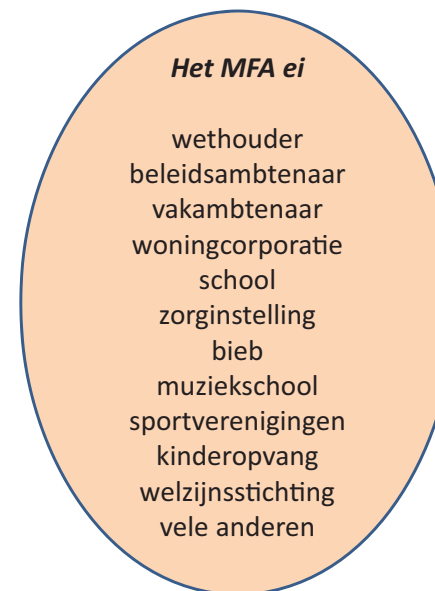 Het MFA ei
wethouder
beleidsambtenaar
vakambtenaar
woningcorporatie
school
zorginstelling
bieb
muziekschool
sportverenigingen
kinderopvang
welzijnsstichting
vele anderen